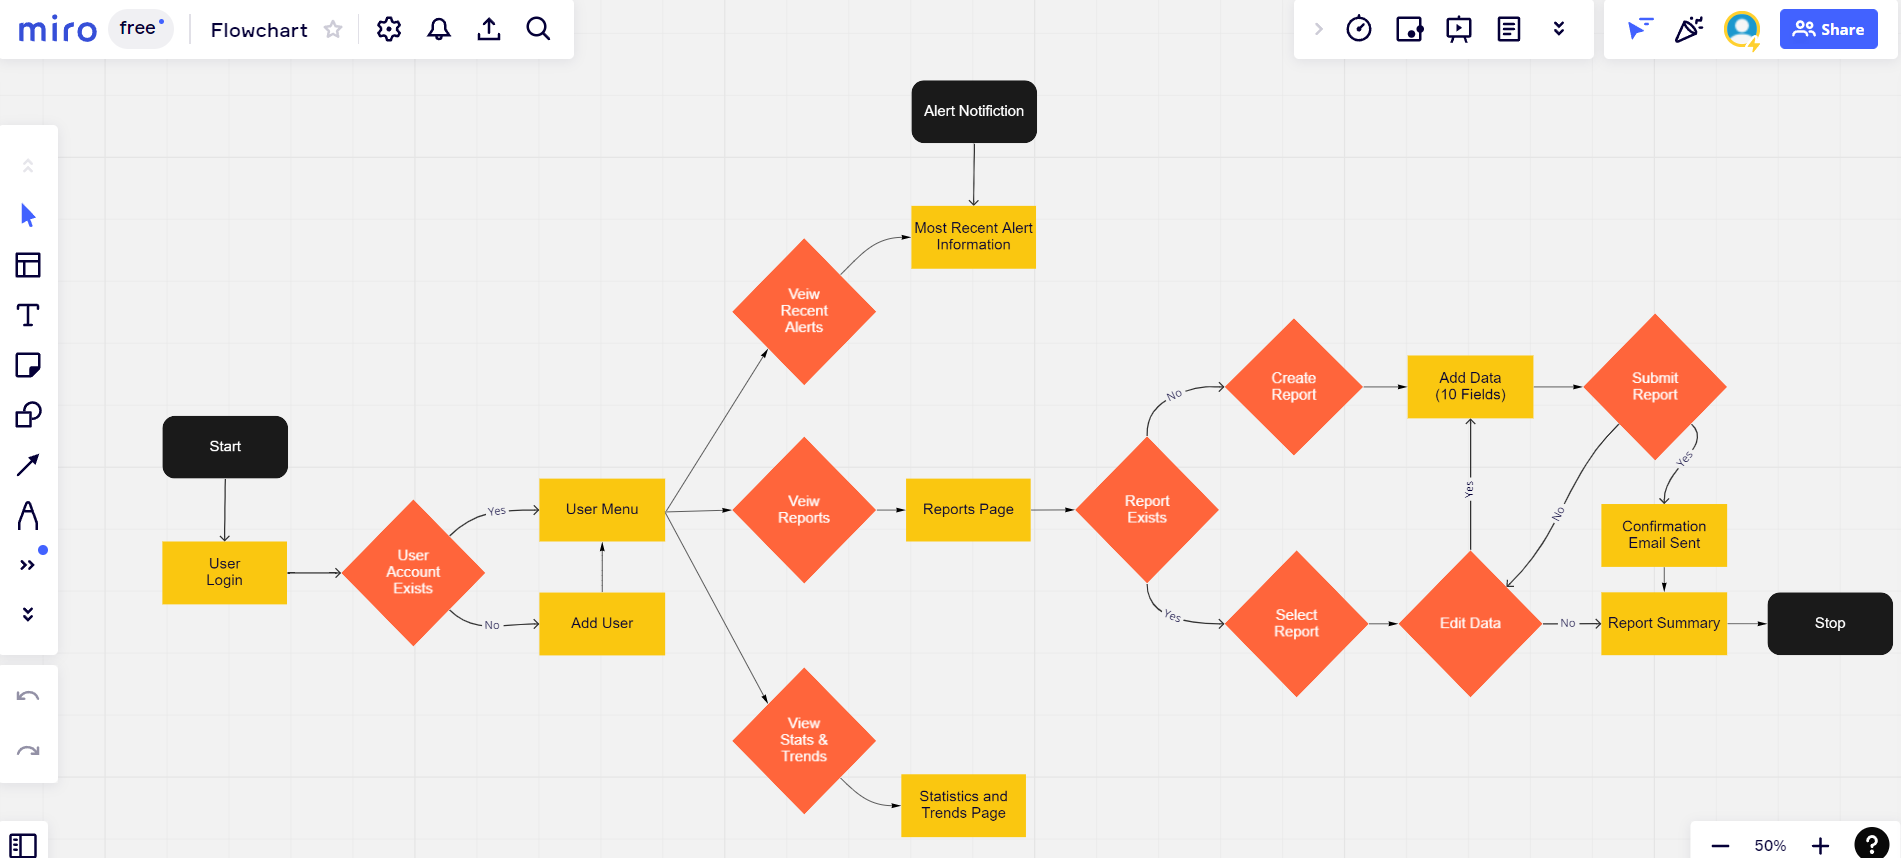 miro
free
Flowchart
Share
Alert Notifiction
Most Recent Alert
Information
Veiw
Recent
Alerts
Start
User
Login
User
Account
Exists
Yes
No
User Menu
Add User
Veiw
Reports
Reports Page
Report
Exists
No
Yes
Create
Report
Add Data
(10 Fields)
Submit
Report
Yes
No
Yes
Confirmation
Email Sent
Select
Report
Edit Data
No
Report Summary
Stop
View
Stats &
Trends
Statistics and
Trends Page
50%
?